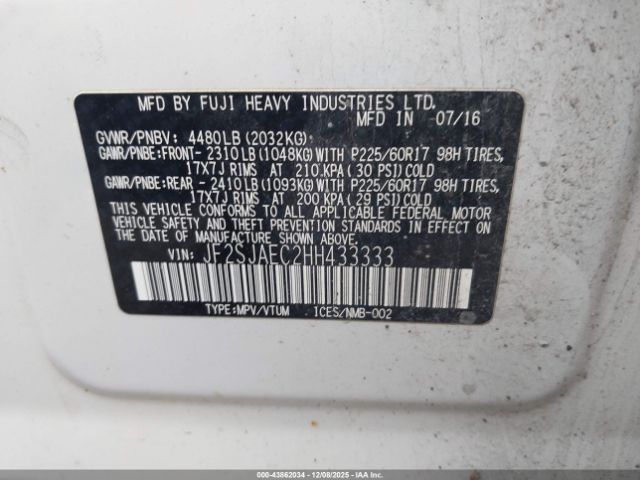 MFD BY FUJI HEAVY INDUSTRIES LTD.
MFD IN 07/16
GVWR/PNBV: 4480LB (2032KG)
GAWR/PNBE:FRONT- 2310LB (1048KG) WITH P225/60R17 98H TIRES,
17X7J RIMS AT 210 KPA (30 PSI) COLD
GAWR/PNBE:REAR - 2410LB (1093KG) WITH P225/60R17 98H TIRES,
17X7J RIMS AT 200 KPA (29 PSI) COLD
THIS VEHICLE CONFORMS TO ALL APPLICABLE FEDERAL MOTOR
VEHICLE SAFETY AND THEFT PREVENTION STANDARDS IN EFFECT
ON THE DATE OF MANUFACTURE SHOWN ABOVE.
VIN: JF2SJAEC2HH433333
TYPE:MPV/VTUM ICES/NMB-002
000-43862034 | 12/08/2025 - IAAI.COM